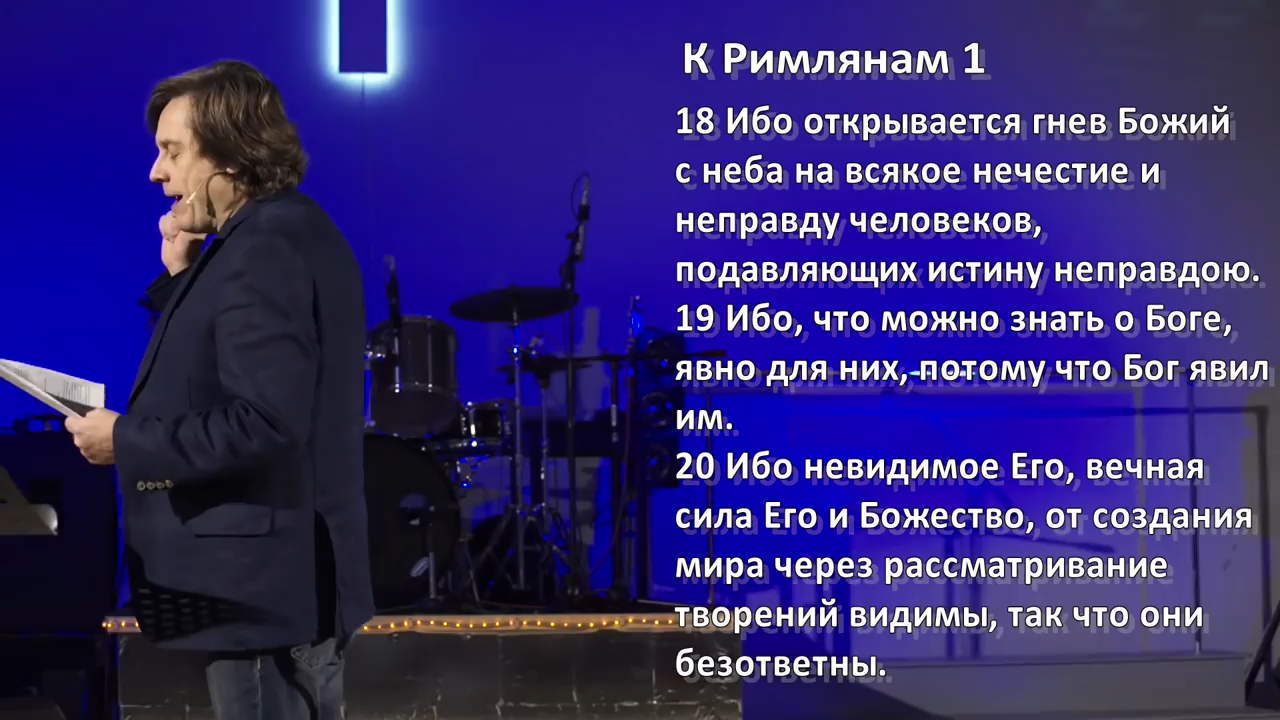 К Римлянам 1
18 Ибо открывается гнев Божий
с неба на всякое нечестие и
неправду человеков,
подавляющих истину неправдою.
19 Ибо, что можно знать о Боге,
явно для них, потому что Бог явил
им.
20 Ибо невидимое Его, вечная
сила Его и Божество, от создания
мира через рассматривание
творений видимы, так что они
безответны.